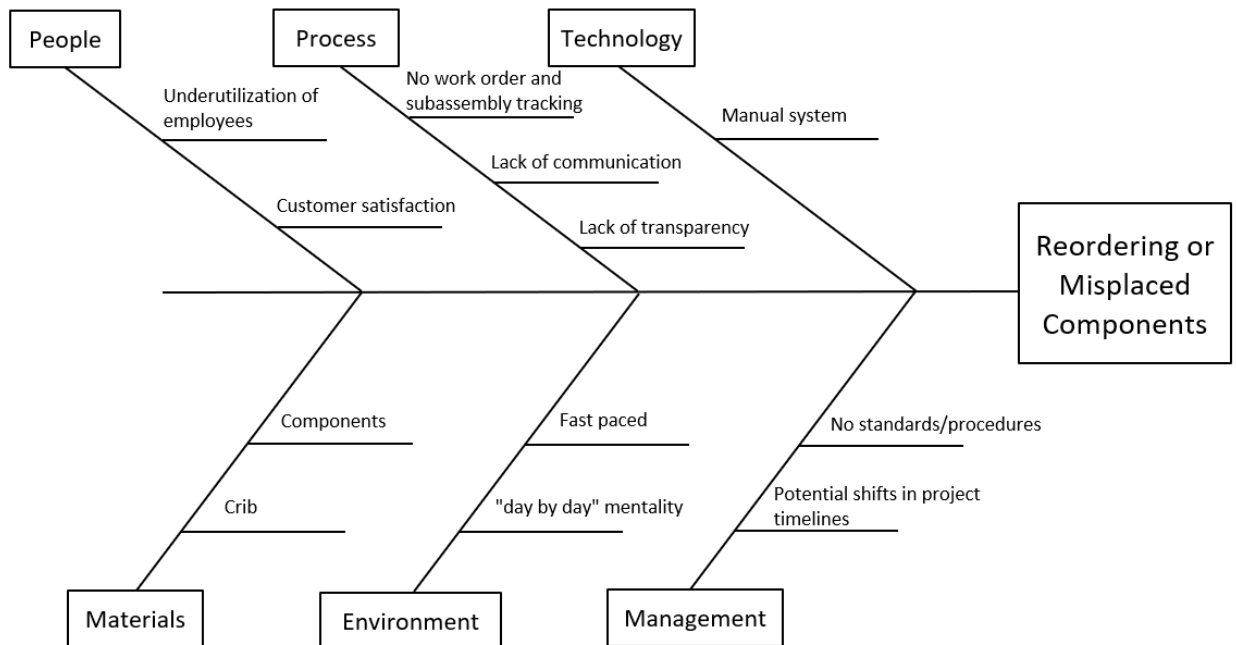 People
Process
Technology
No work order and
subassembly tracking
Underutilization of
employees
Manual system
Lack of communication
Customer satisfaction
Lack of transparency
Reordering or
Misplaced
Components
Components
Fast paced
No standards/procedures
Crib
"day by day" mentality
Potential shifts in project
timelines
Materials
Environment
Management